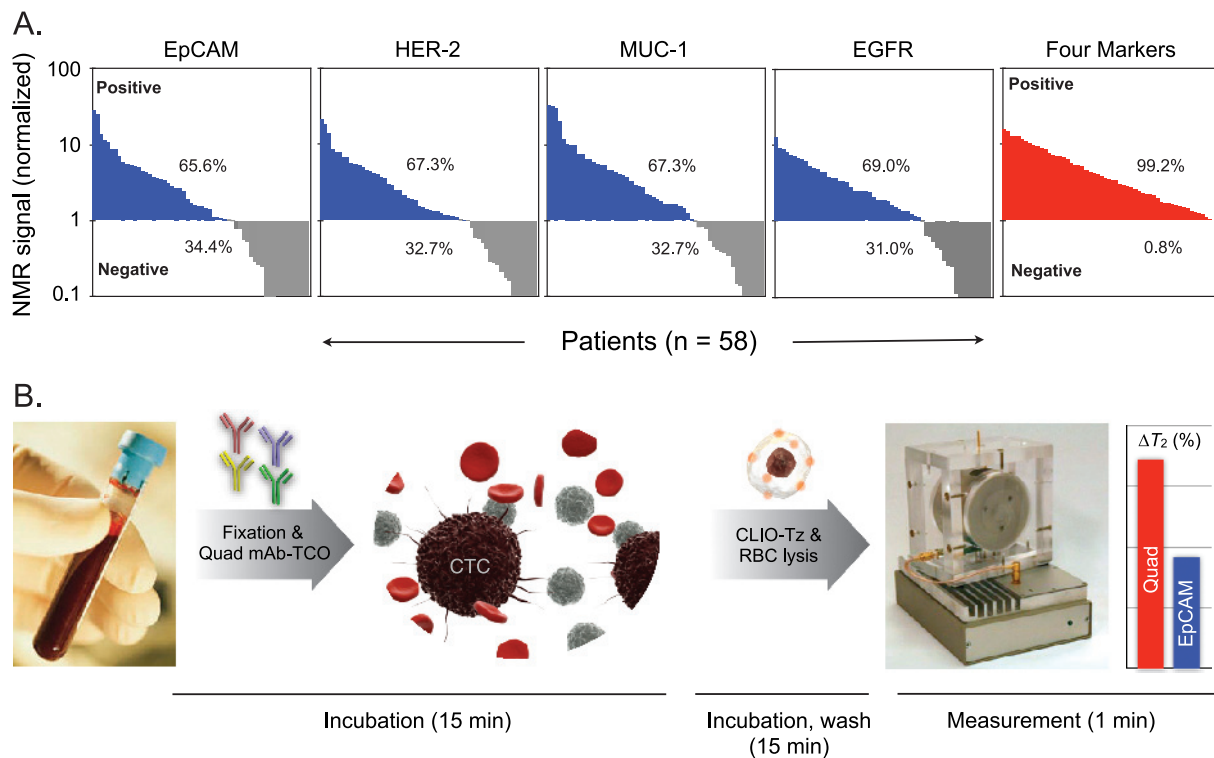 A.
EpCAM
HER-2
MUC-1
EGFR
Four Markers
NMR signal (normalized)
100
10
1
0.1
Positive
65.6%
34.4%
Negative
67.3%
32.7%
67.3%
32.7%
69.0%
31.0%
Positive
99.2%
0.8%
Negative
Patients (n = 58)
B.
Fixation &
Quad mAb-TCO
CTC
CLIO-Tz &
RBC lysis
ΔT₂ (%)
Quad
EpCAM
Incubation (15 min)
Incubation, wash
(15 min)
Measurement (1 min)